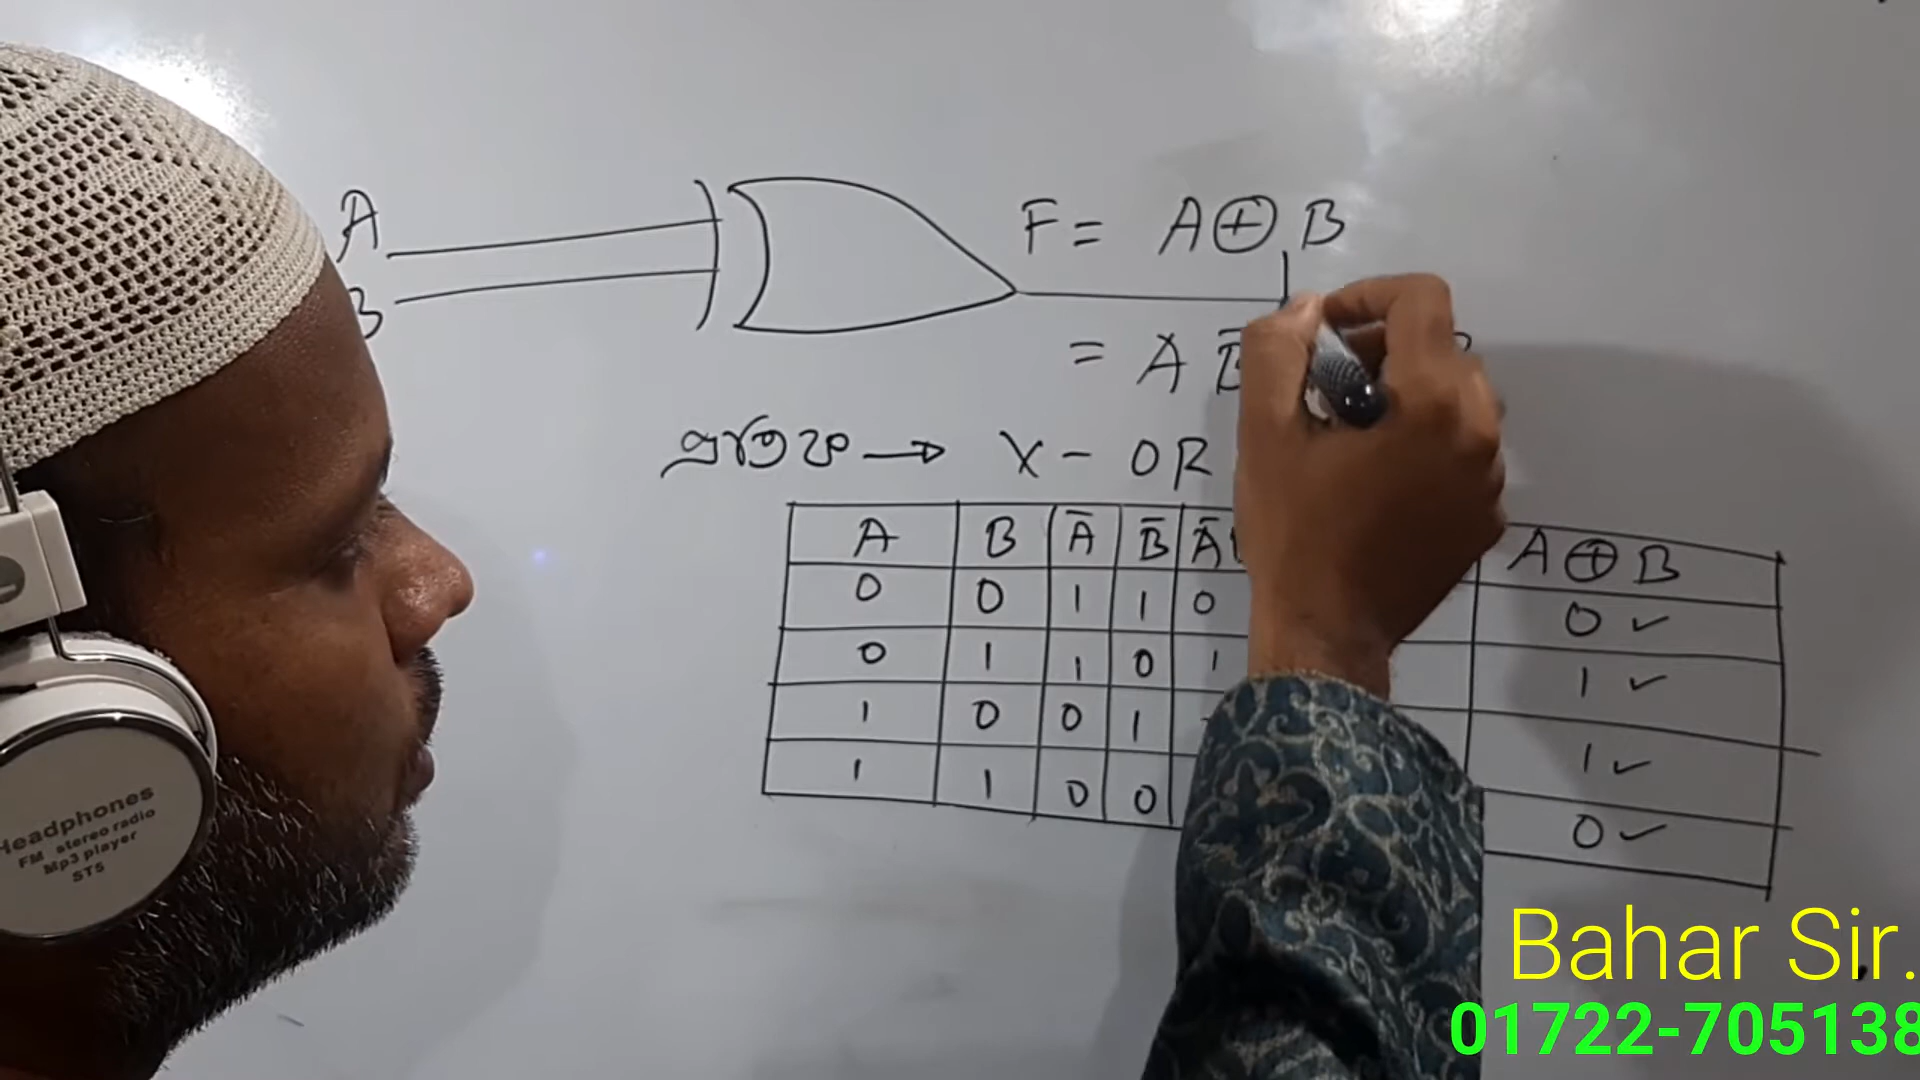 A
F = A ⊕ B
B
= A B̅
প্রতীক → X - OR
A B A̅ B̅ A̅ A ⊕ B
0 0 1 1 0 0 ✓
0 1 1 0 1 1 ✓
1 0 0 1 1 ✓
1 1 0 0 0 ✓
Headphones
FM stereo radio
Mp3 player
ST5
Bahar Sir.
01722-705138